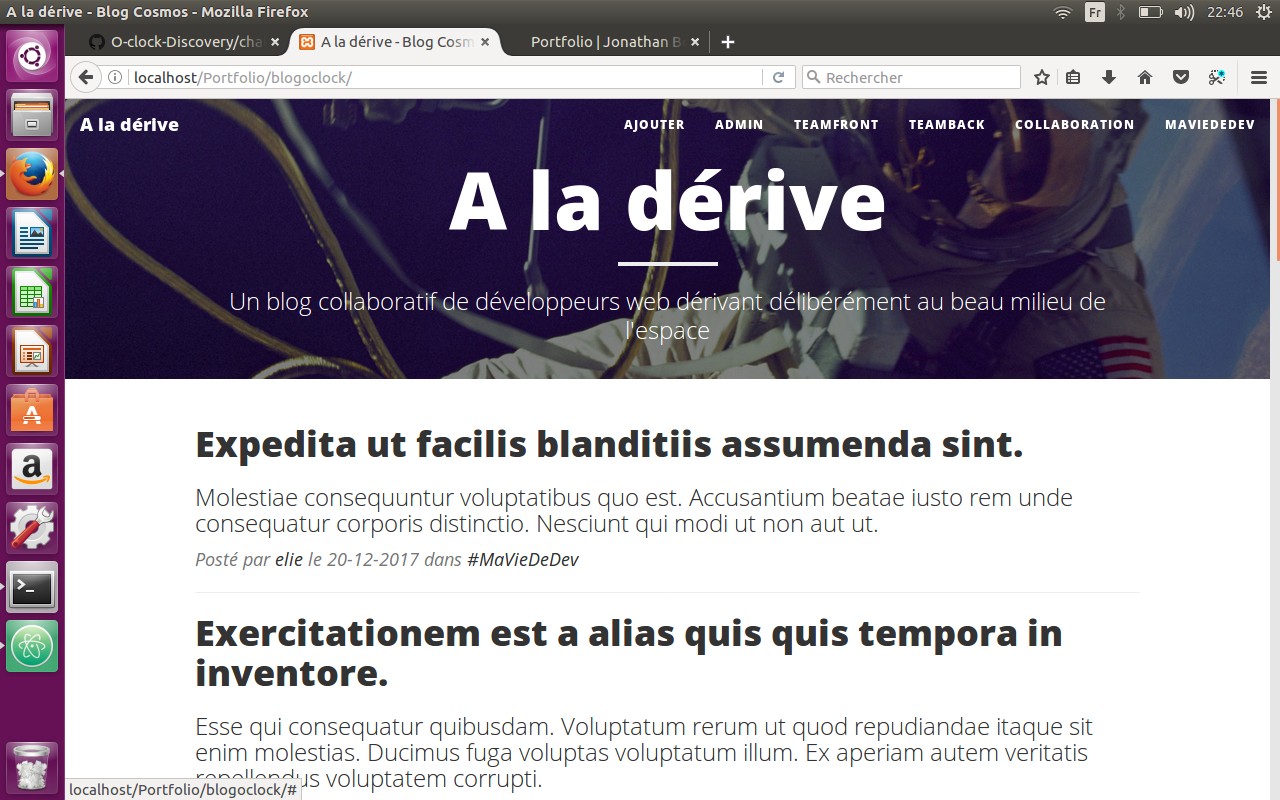 A la dérive - Blog Cosmos - Mozilla Firefox
Fr
22:46
O-clock-Discovery/cha
A la dérive - Blog Cosm
Portfolio | Jonathan B
localhost/Portfolio/blogoclock/
Rechercher
A la dérive
AJOUTER
ADMIN
TEAMFRONT
TEAMBACK
COLLABORATION
MAVIEDEDEV
A la dérive
Un blog collaboratif de développeurs web dérivant délibérément au beau milieu de
l'espace
Expedita ut facilis blanditiis assumenda sint.
Molestiae consequuntur voluptatibus quo est. Accusantium beatae iusto rem unde
consequatur corporis distinctio. Nesciunt qui modi ut non aut ut.
Posté par elie le 20-12-2017 dans #MaVieDeDev
Exercitationem est a alias quis quis tempora in
inventore.
Esse qui consequatur quibusdam. Voluptatum rerum ut quod repudiandae itaque sit
enim molestias. Ducimus fuga voluptas voluptatum illum. Ex aperiam autem veritatis
repellendus voluptatem corrupti.
localhost/Portfolio/blogoclock/#